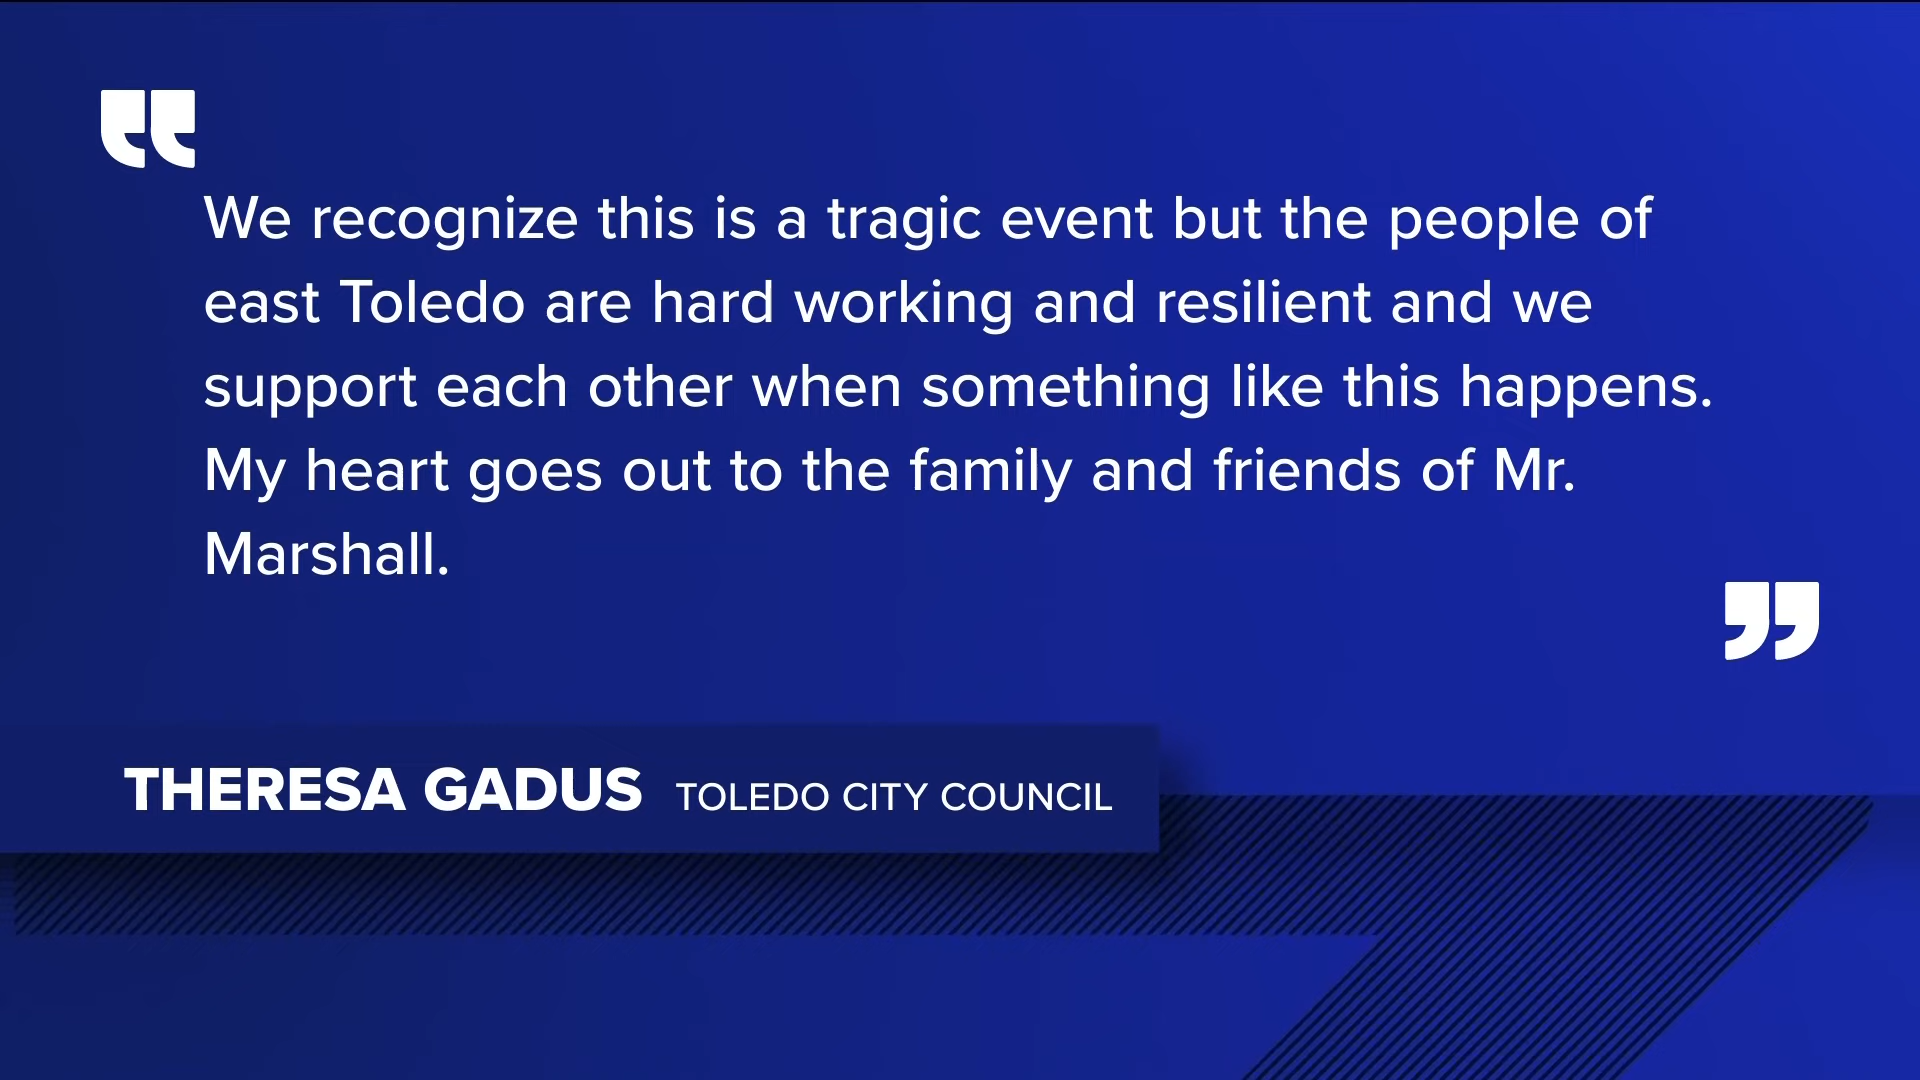 “
We recognize this is a tragic event but the people of
east Toledo are hard working and resilient and we
support each other when something like this happens.
My heart goes out to the family and friends of Mr.
Marshall.
”
THERESA GADUS TOLEDO CITY COUNCIL